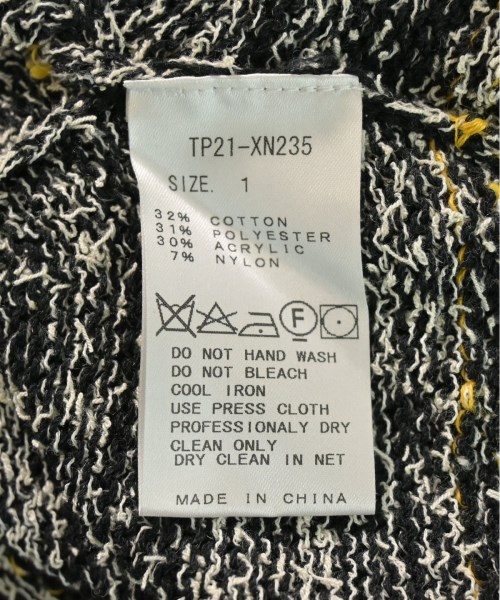 TP21-XN235
SIZE. 1
32% COTTON
31% POLYESTER
30% ACRYLIC
7% NYLON
F
DO NOT HAND WASH
DO NOT BLEACH
COOL IRON
USE PRESS CLOTH
PROFESSIONALY DRY
CLEAN ONLY
DRY CLEAN IN NET
MADE IN CHINA